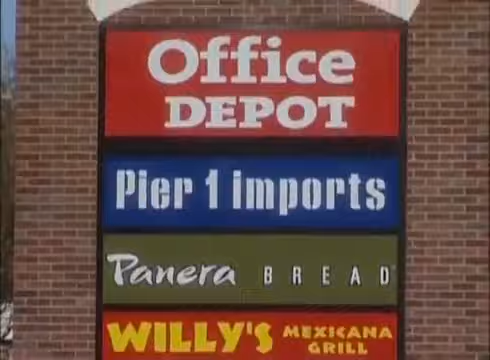 Office
DEPOT
Pier 1 imports
Panera BREAD
WILLY'S MEXICANA
GRILL